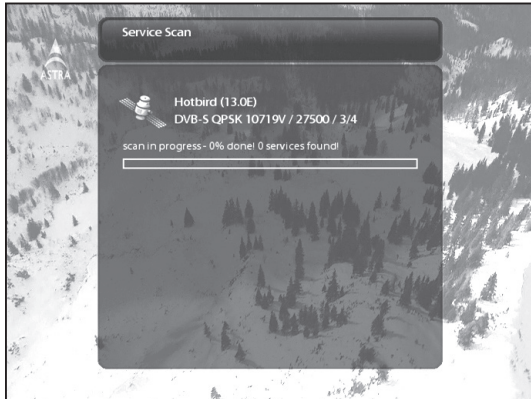 Service Scan
ASTRA
Hotbird (13.0E)
DVB-S QPSK 10719V / 27500 / 3/4
scan in progress - 0% done! 0 services found!